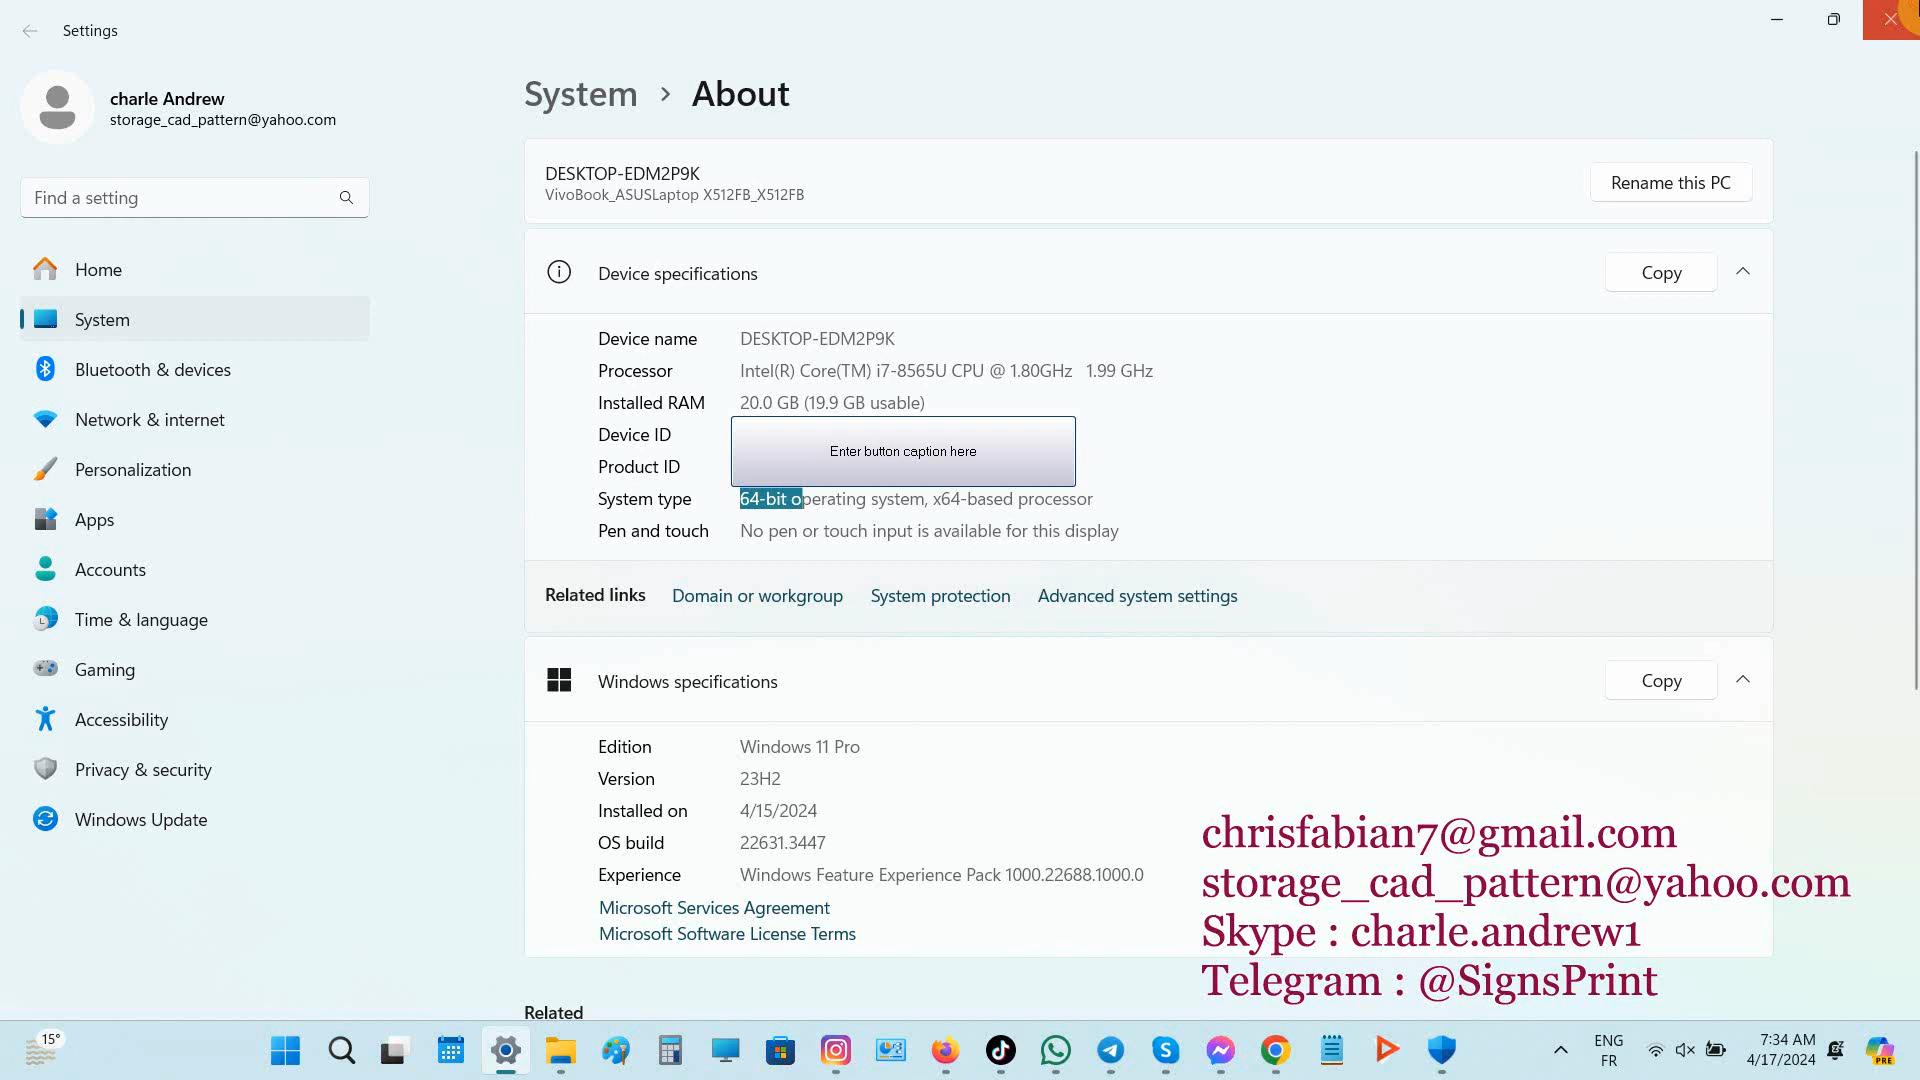 Settings
charle Andrew
storage_cad_pattern@yahoo.com
Find a setting
Home
System
Bluetooth & devices
Network & internet
Personalization
Apps
Accounts
Time & language
Gaming
Accessibility
Privacy & security
Windows Update
System > About
DESKTOP-EDM2P9K
VivoBook_ASUSLaptop X512FB_X512FB
Rename this PC
Device specifications
Copy
Device name DESKTOP-EDM2P9K
Processor Intel(R) Core(TM) i7-8565U CPU @ 1.80GHz 1.99 GHz
Installed RAM 20.0 GB (19.9 GB usable)
Device ID
Enter button caption here
Product ID
System type 64-bit operating system, x64-based processor
Pen and touch No pen or touch input is available for this display
Related links Domain or workgroup System protection Advanced system settings
Windows specifications
Copy
Edition Windows 11 Pro
Version 23H2
Installed on 4/15/2024
OS build 22631.3447
Experience Windows Feature Experience Pack 1000.22688.1000.0
Microsoft Services Agreement
Microsoft Software License Terms
Related
chrisfabian7@gmail.com
storage_cad_pattern@yahoo.com
Skype : charle.andrew1
Telegram : @SignsPrint
15°
ENG
FR
7:34 AM
4/17/2024
PRE